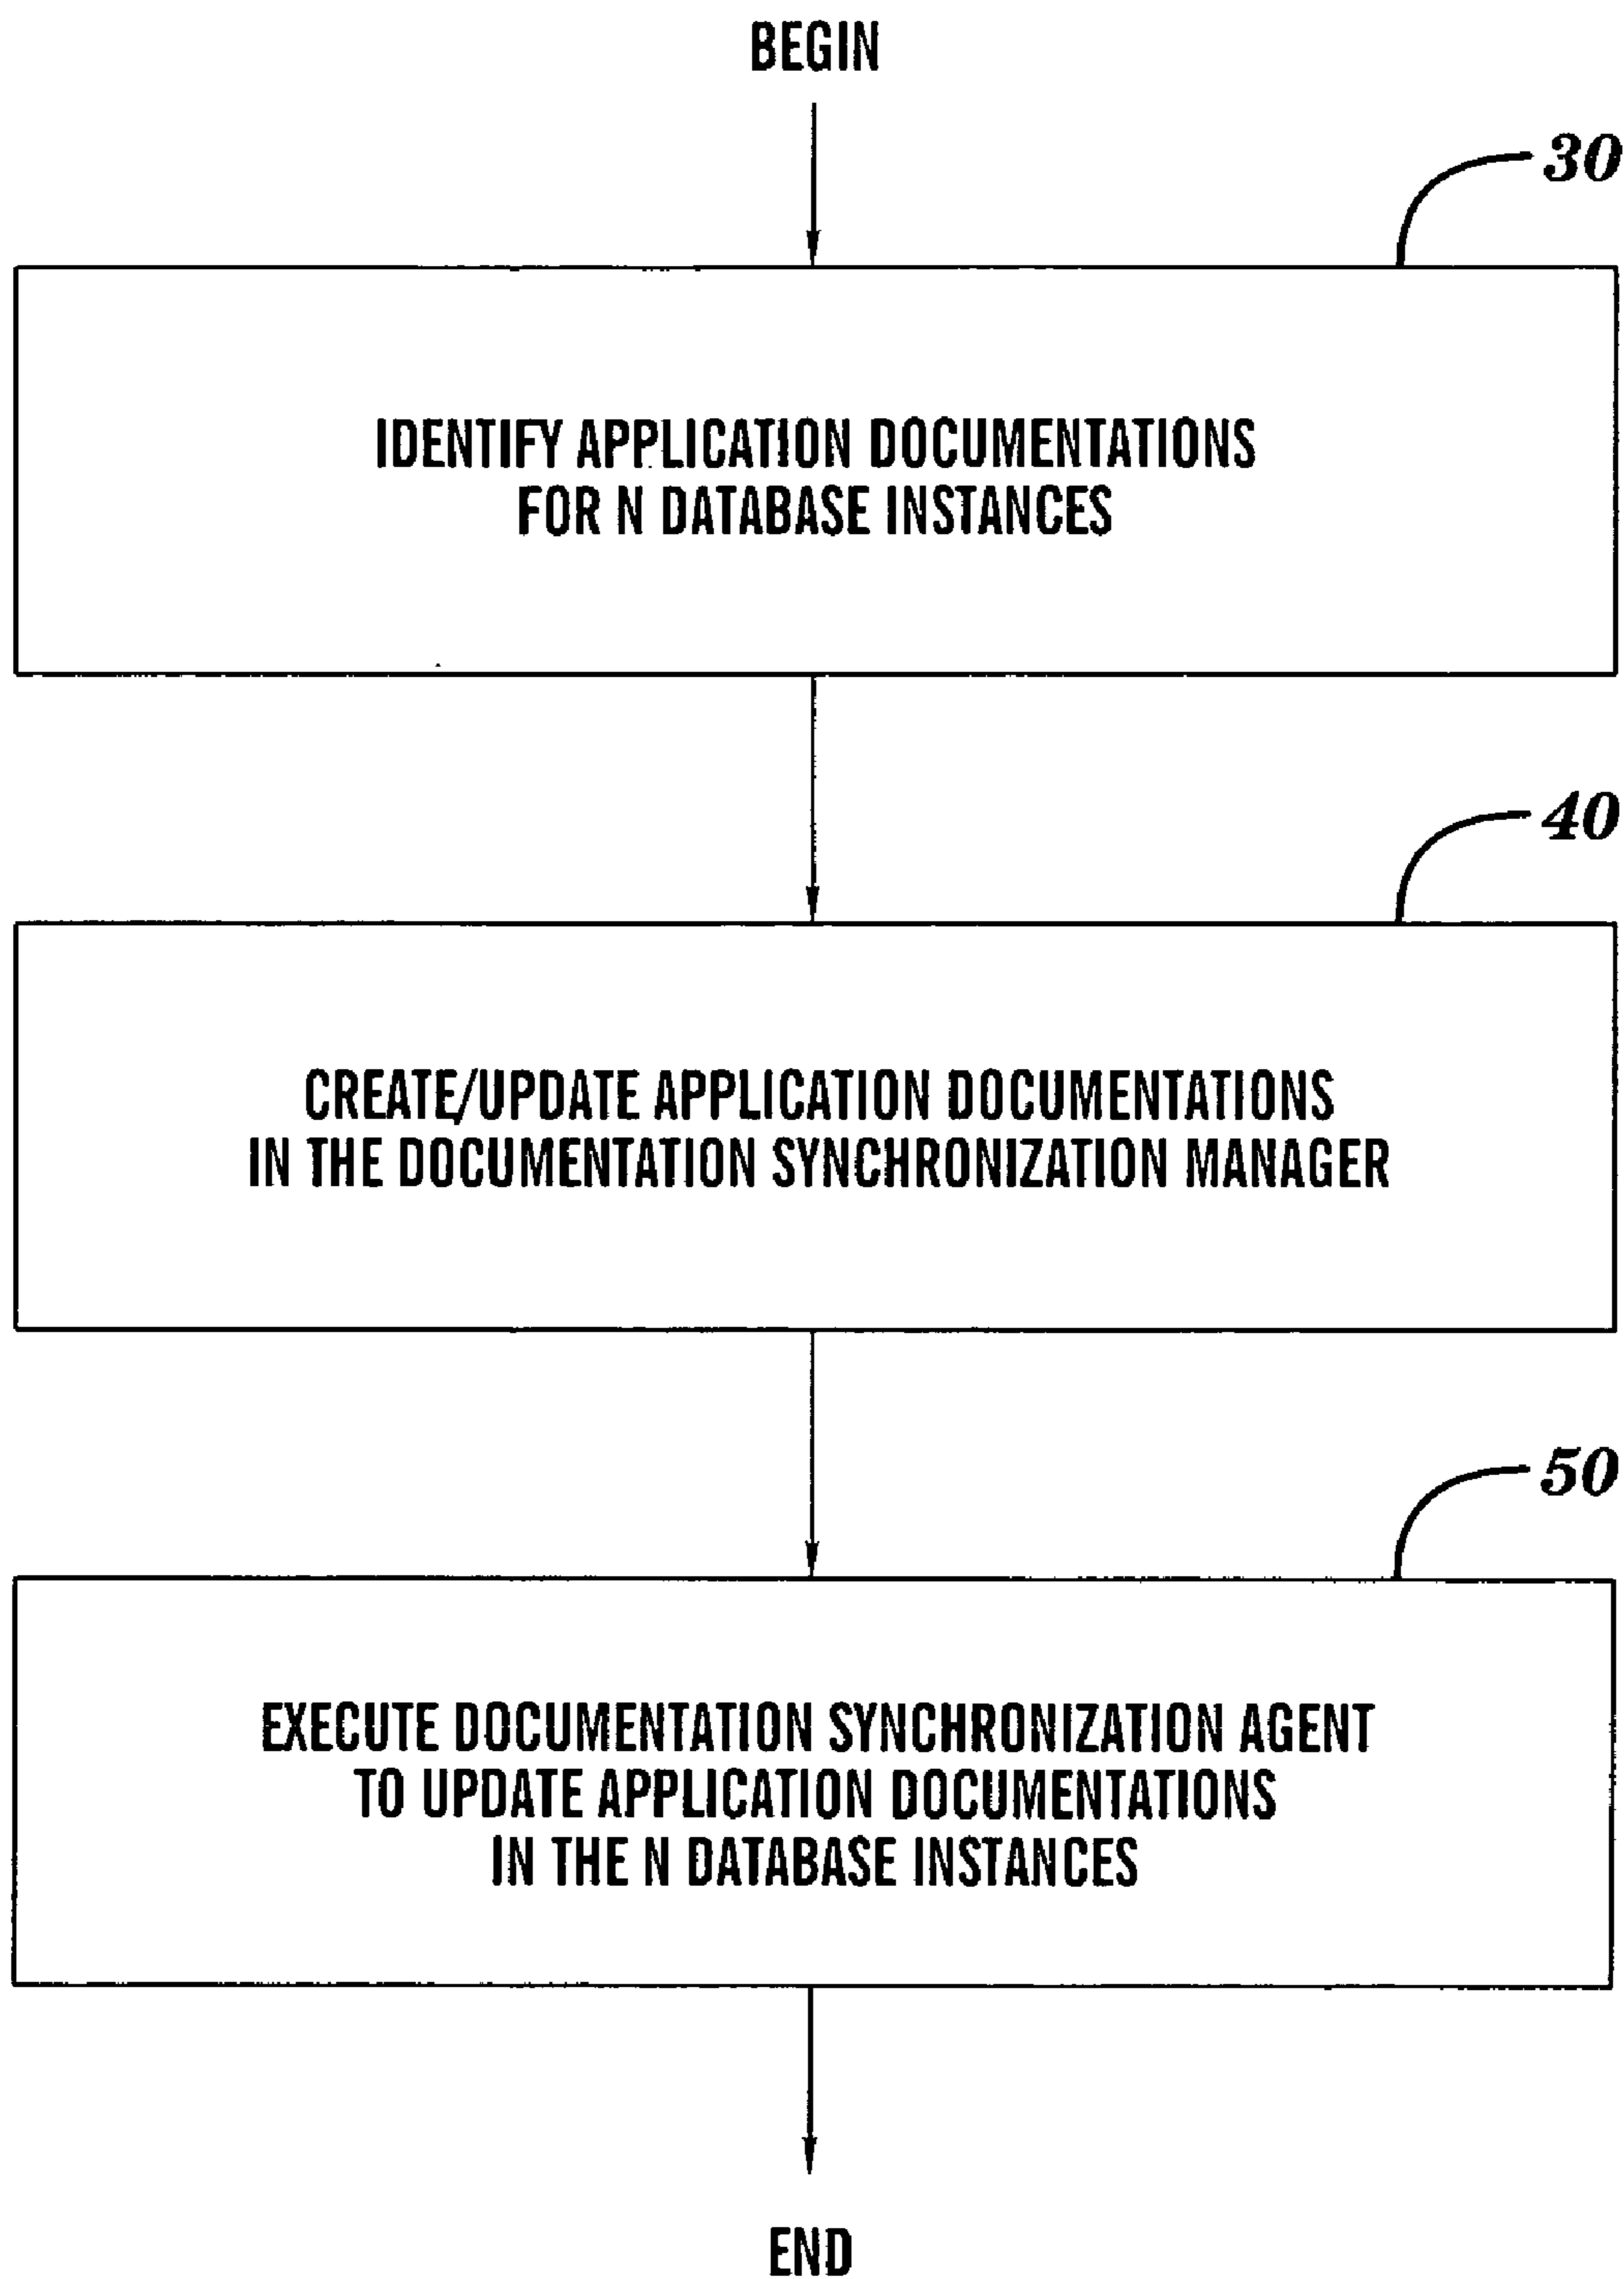 BEGIN
30
IDENTIFY APPLICATION DOCUMENTATIONS
FOR N DATABASE INSTANCES
40
CREATE/UPDATE APPLICATION DOCUMENTATIONS
IN THE DOCUMENTATION SYNCHRONIZATION MANAGER
50
EXECUTE DOCUMENTATION SYNCHRONIZATION AGENT
TO UPDATE APPLICATION DOCUMENTATIONS
IN THE N DATABASE INSTANCES
END